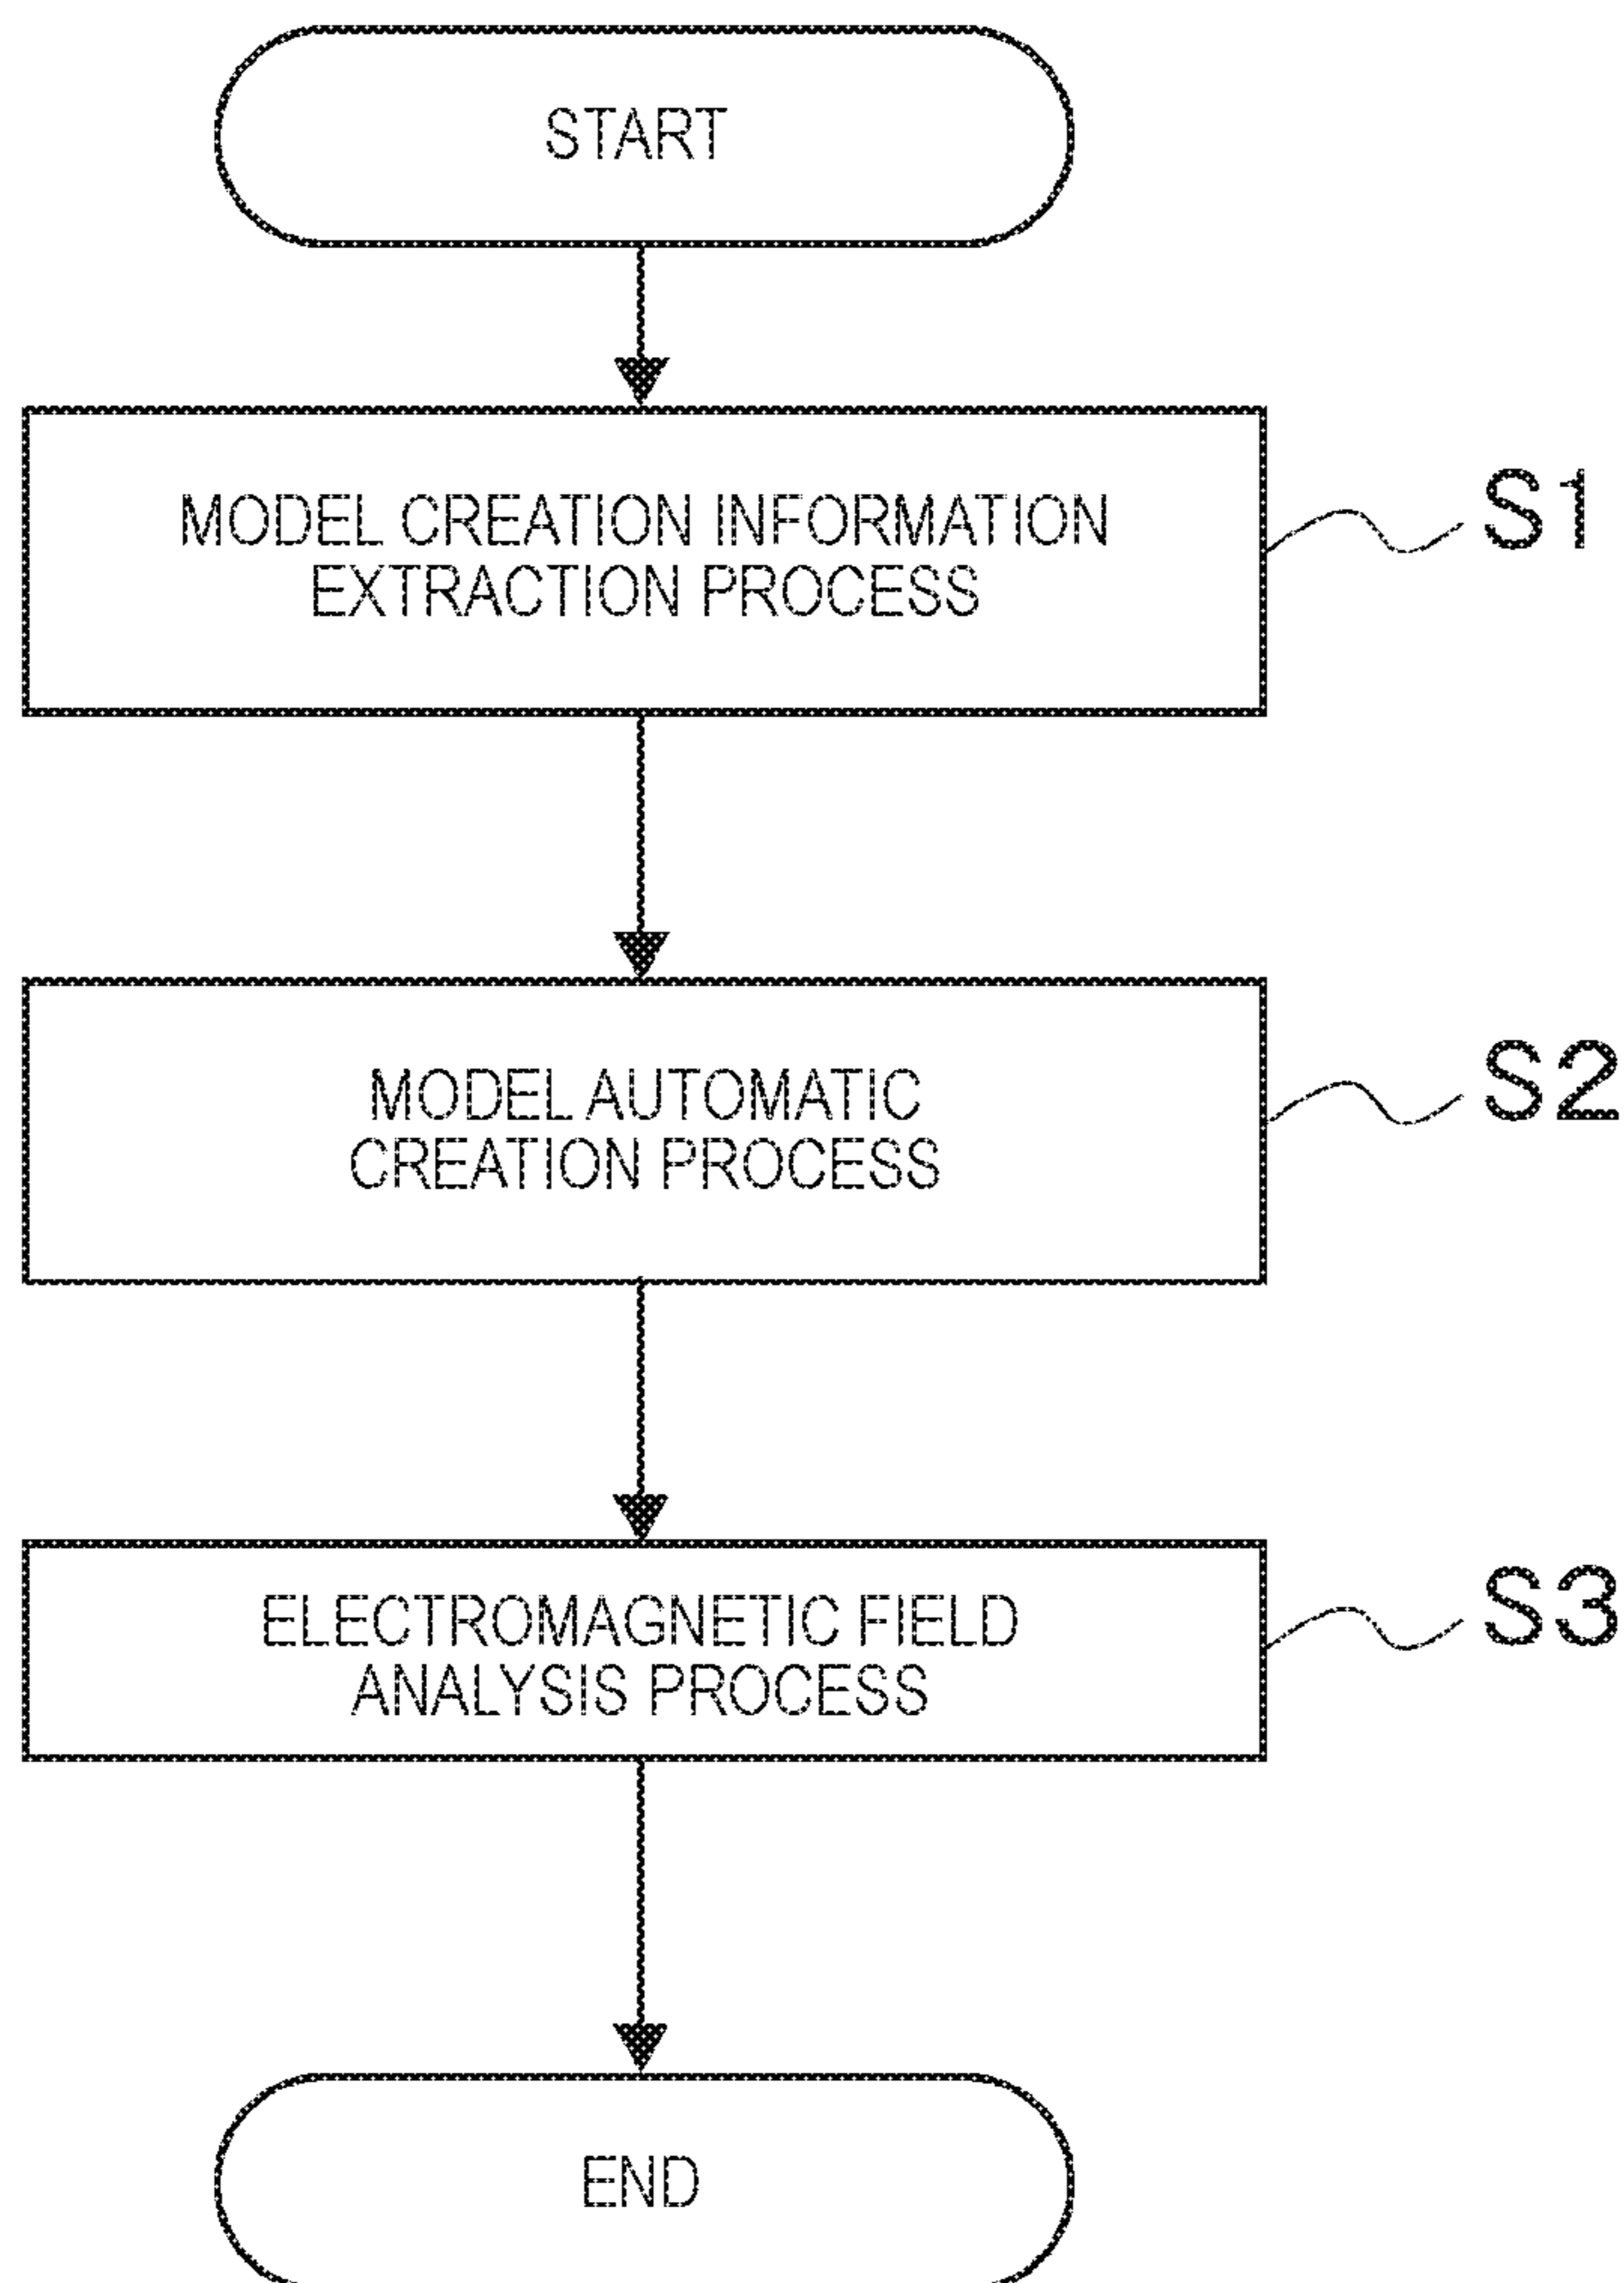 START
MODEL CREATION INFORMATION
EXTRACTION PROCESS
S1
MODEL AUTOMATIC
CREATION PROCESS
S2
ELECTROMAGNETIC FIELD
ANALYSIS PROCESS
S3
END